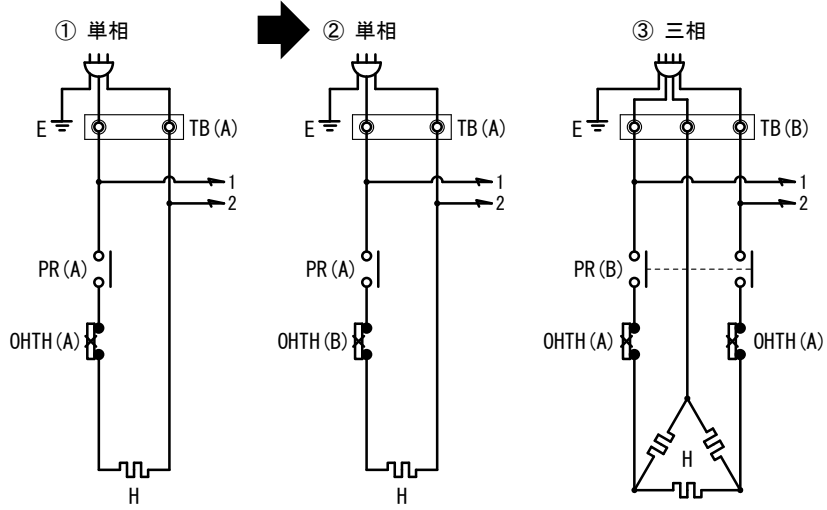 ① 単相
② 単相
③ 三相
E
TB(A)
E
TB(A)
E
TB(B)
1
2
1
2
1
2
PR(A)
PR(A)
PR(B)
OHTH(A)
OHTH(B)
OHTH(A)
OHTH(A)
H
H
H